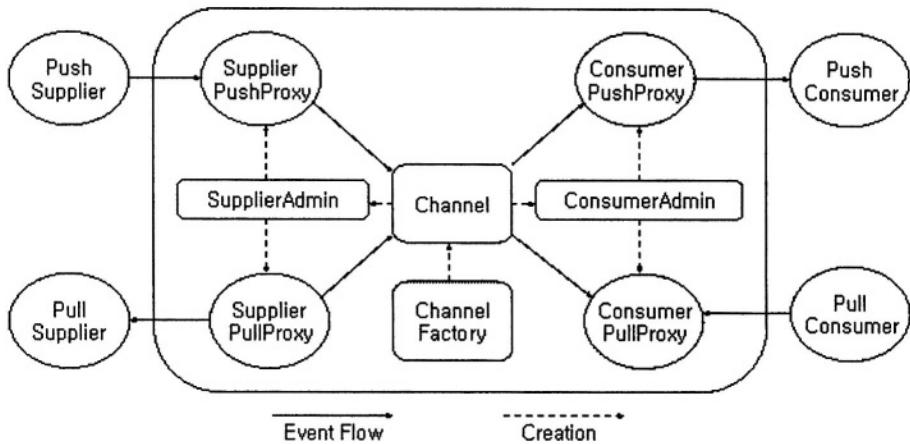 Push
Supplier
Supplier
PushProxy
Consumer
PushProxy
Push
Consumer
SupplierAdmin
Channel
ConsumerAdmin
Pull
Supplier
Supplier
PullProxy
Channel
Factory
Consumer
PullProxy
Pull
Consumer
Event Flow
Creation